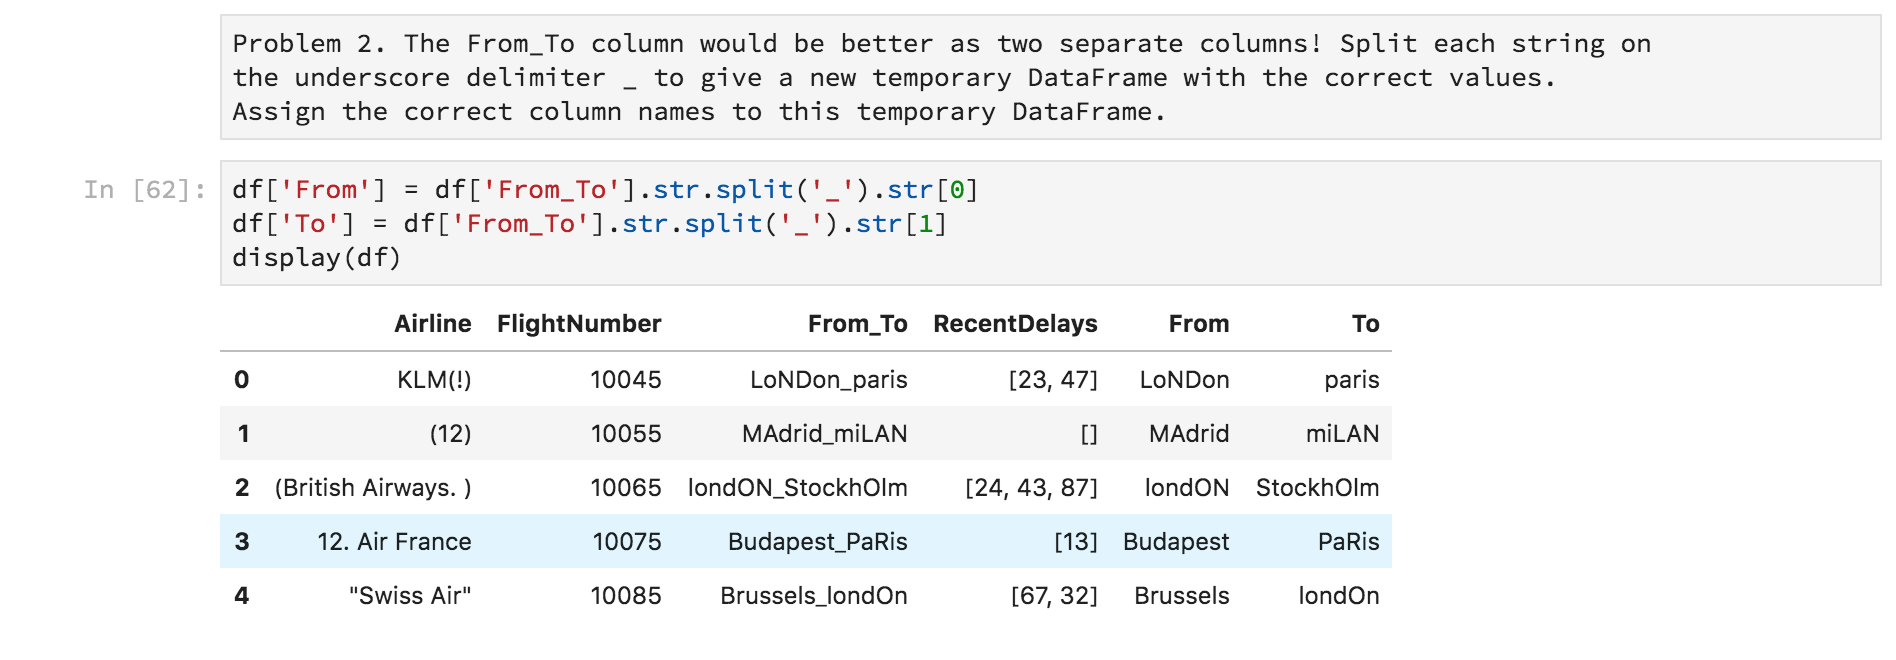 Problem 2. The From_To column would be better as two separate columns! Split each string on
the underscore delimiter _ to give a new temporary DataFrame with the correct values.
Assign the correct column names to this temporary DataFrame.
In [62]:
df['From'] = df['From_To'].str.split('_').str[0]
df['To'] = df['From_To'].str.split('_').str[1]
display(df)
Airline FlightNumber From_To RecentDelays From To
0 KLM(!) 10045 LoNDon_paris [23, 47] LoNDon paris
1 (12) 10055 MAdrid_miLAN [] MAdrid miLAN
2 (British Airways. ) 10065 londON_StockhOlm [24, 43, 87] londON StockhOlm
3 12. Air France 10075 Budapest_PaRis [13] Budapest PaRis
4 "Swiss Air" 10085 Brussels_londOn [67, 32] Brussels londOn